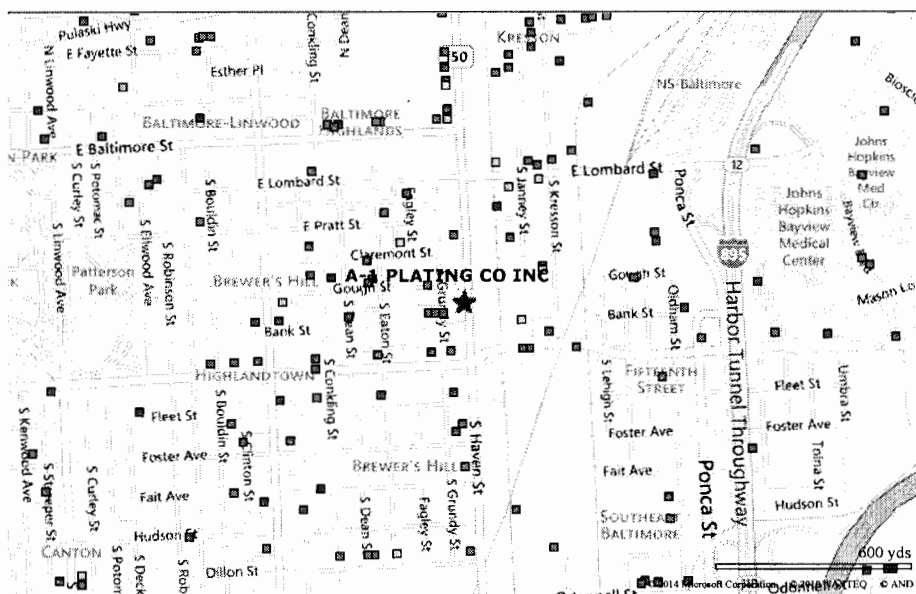 Pulaski Hwy
E Fayette St
N Linwood Ave
Esther Pl
Conkling St
N Dean
50
KRESSON
NS-Baltimore
BALTIMORE-LINWOOD
BALTIMORE
HIGHLANDS
N-PARK
E Baltimore St
E Lombard St
E Lombard St
12
Johns
Hopkins
Bayview
Med
Ctr
Johns
Hopkins
Bayview
Medical
Center
S Curley St
S Potomac St
S Bouldin St
S Janney St
S Kresson St
Ponca St
E Pratt St
Fagley St
Claremont St
S Linwood Ave
S Ellwood Ave
S Robinson St
Patterson
Park
BREWER'S HILL
A-1 PLATING CO INC
Gough St
Gough St
895
Mason
Bank St
S Dean St
S Eaton St
Grundy St
Bank St
Oldham St
Harbor Tunnel Throughway
HIGHLANDTOWN
S Conkling St
S Lehigh St
FIFTEENTH
STREET
Fleet St
Umbra St
S Kenwood Ave
Fleet St
S Bouldin St
S Clinton St
Foster Ave
Foster Ave
Foster Ave
S Haven St
BREWER'S HILL
Fait Ave
Ponca St
S Streeper St
S Curley St
Fait Ave
S Dean St
Fagley St
S Grundy St
Hudson St
SOUTHEAST
BALTIMORE
CANTON
Hudson St
Dillon St
600 yds
Microsoft Corporation
NAVTEQ
© AND